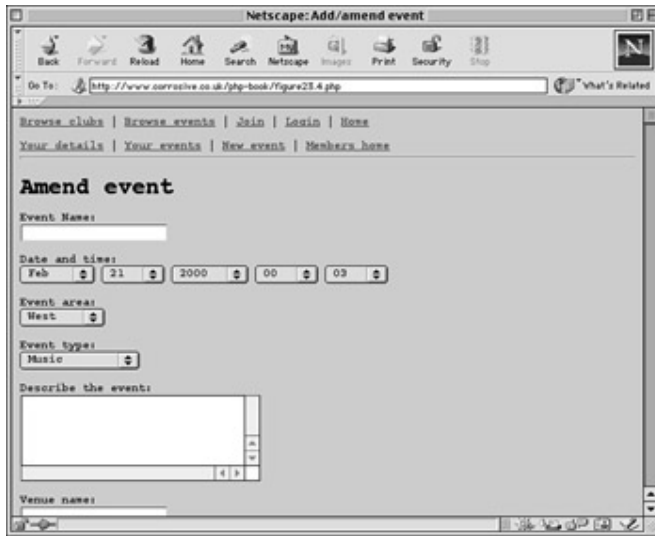 Netscape: Add/amend event
Back Forward Reload Home Search Netscape Images Print Security Stop
Go To: http://www.corrosive.co.uk/php-book/figure23.4.php What's Related
Browse clubs | Browse events | Join | Login | Home
Your details | Your events | New event | Members home
Amend event
Event Name:
Date and time:
Feb 21 2000 00 03
Event area:
West
Event type:
Music
Describe the event:
Venue name: